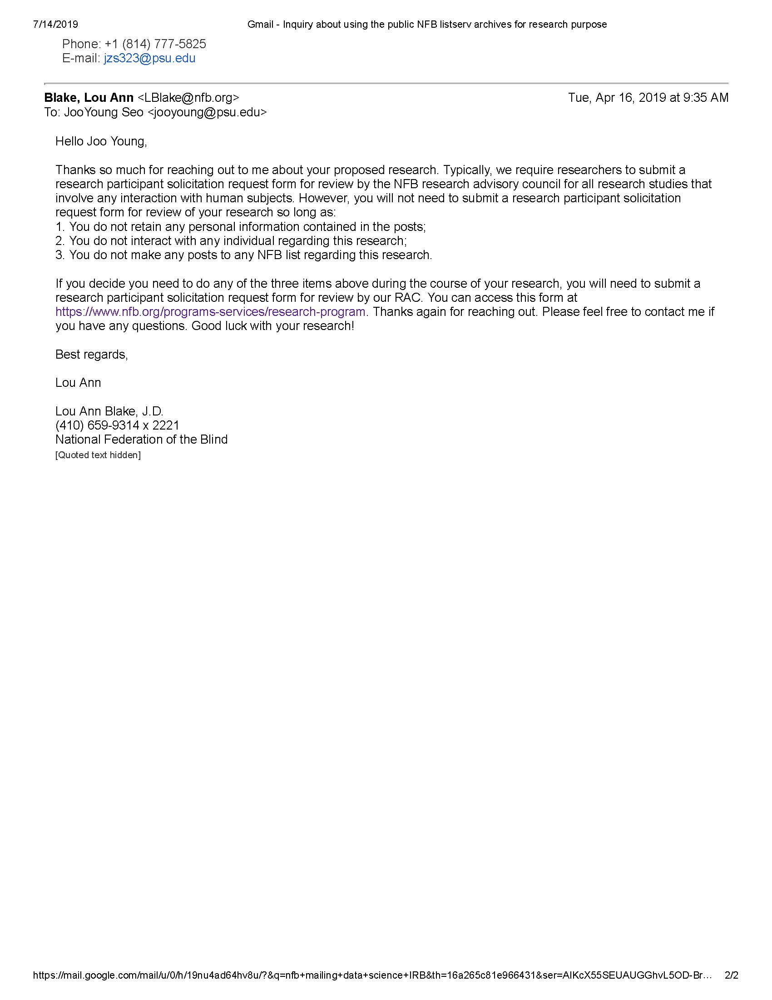 7/14/2019 Gmail - Inquiry about using the public NFB listserv archives for research purpose
Phone: +1 (814) 777-5825
E-mail: jzs323@psu.edu
Blake, Lou Ann <LBlake@nfb.org> Tue, Apr 16, 2019 at 9:35 AM
To: JooYoung Seo <jooyoung@psu.edu>
Hello Joo Young,
Thanks so much for reaching out to me about your proposed research. Typically, we require researchers to submit a
research participant solicitation request form for review by the NFB research advisory council for all research studies that
involve any interaction with human subjects. However, you will not need to submit a research participant solicitation
request form for review of your research so long as:
1. You do not retain any personal information contained in the posts;
2. You do not interact with any individual regarding this research;
3. You do not make any posts to any NFB list regarding this research.
If you decide you need to do any of the three items above during the course of your research, you will need to submit a
research participant solicitation request form for review by our RAC. You can access this form at
https://www.nfb.org/programs-services/research-program. Thanks again for reaching out. Please feel free to contact me if
you have any questions. Good luck with your research!
Best regards,
Lou Ann
Lou Ann Blake, J.D.
(410) 659-9314 x 2221
National Federation of the Blind
[Quoted text hidden]
https://mail.google.com/mail/u/0/h/19nu4ad64hv8u/?&q=nfb+mailing+data+science+IRB&th=16a265c81e966431&ser=AIKcX55SEUAUGGhvL5OD-Br… 2/2